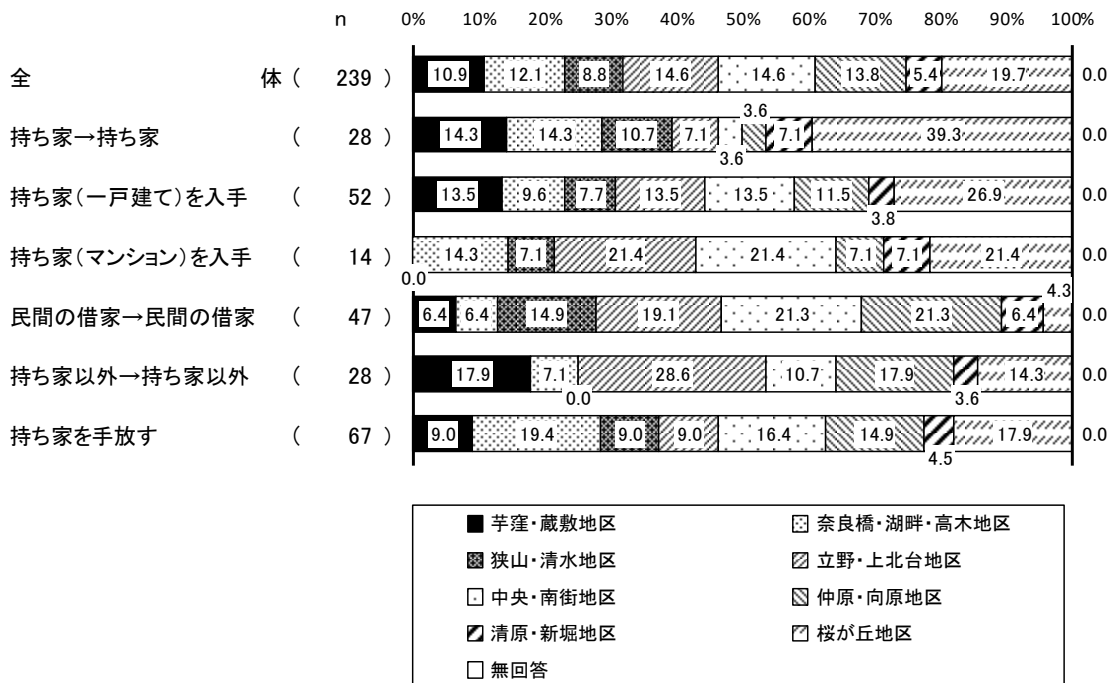 n 0% 10% 20% 30% 40% 50% 60% 70% 80% 90% 100%
全 体 ( 239 ) 10.9 12.1 8.8 14.6 14.6 13.8 5.4 19.7 0.0
持ち家→持ち家 ( 28 ) 14.3 14.3 10.7 7.1 3.6 3.6 7.1 39.3 0.0
持ち家(一戸建て)を入手 ( 52 ) 13.5 9.6 7.7 13.5 13.5 11.5 3.8 26.9 0.0
持ち家(マンション)を入手 ( 14 ) 0.0 14.3 7.1 21.4 21.4 7.1 7.1 21.4 0.0
民間の借家→民間の借家 ( 47 ) 6.4 6.4 14.9 19.1 21.3 21.3 6.4 4.3 0.0
持ち家以外→持ち家以外 ( 28 ) 17.9 7.1 0.0 28.6 10.7 17.9 3.6 14.3 0.0
持ち家を手放す ( 67 ) 9.0 19.4 9.0 9.0 16.4 14.9 4.5 17.9 0.0
芋窪・蔵敷地区 奈良橋・湖畔・高木地区
狭山・清水地区 立野・上北台地区
中央・南街地区 仲原・向原地区
清原・新堀地区 桜が丘地区
無回答